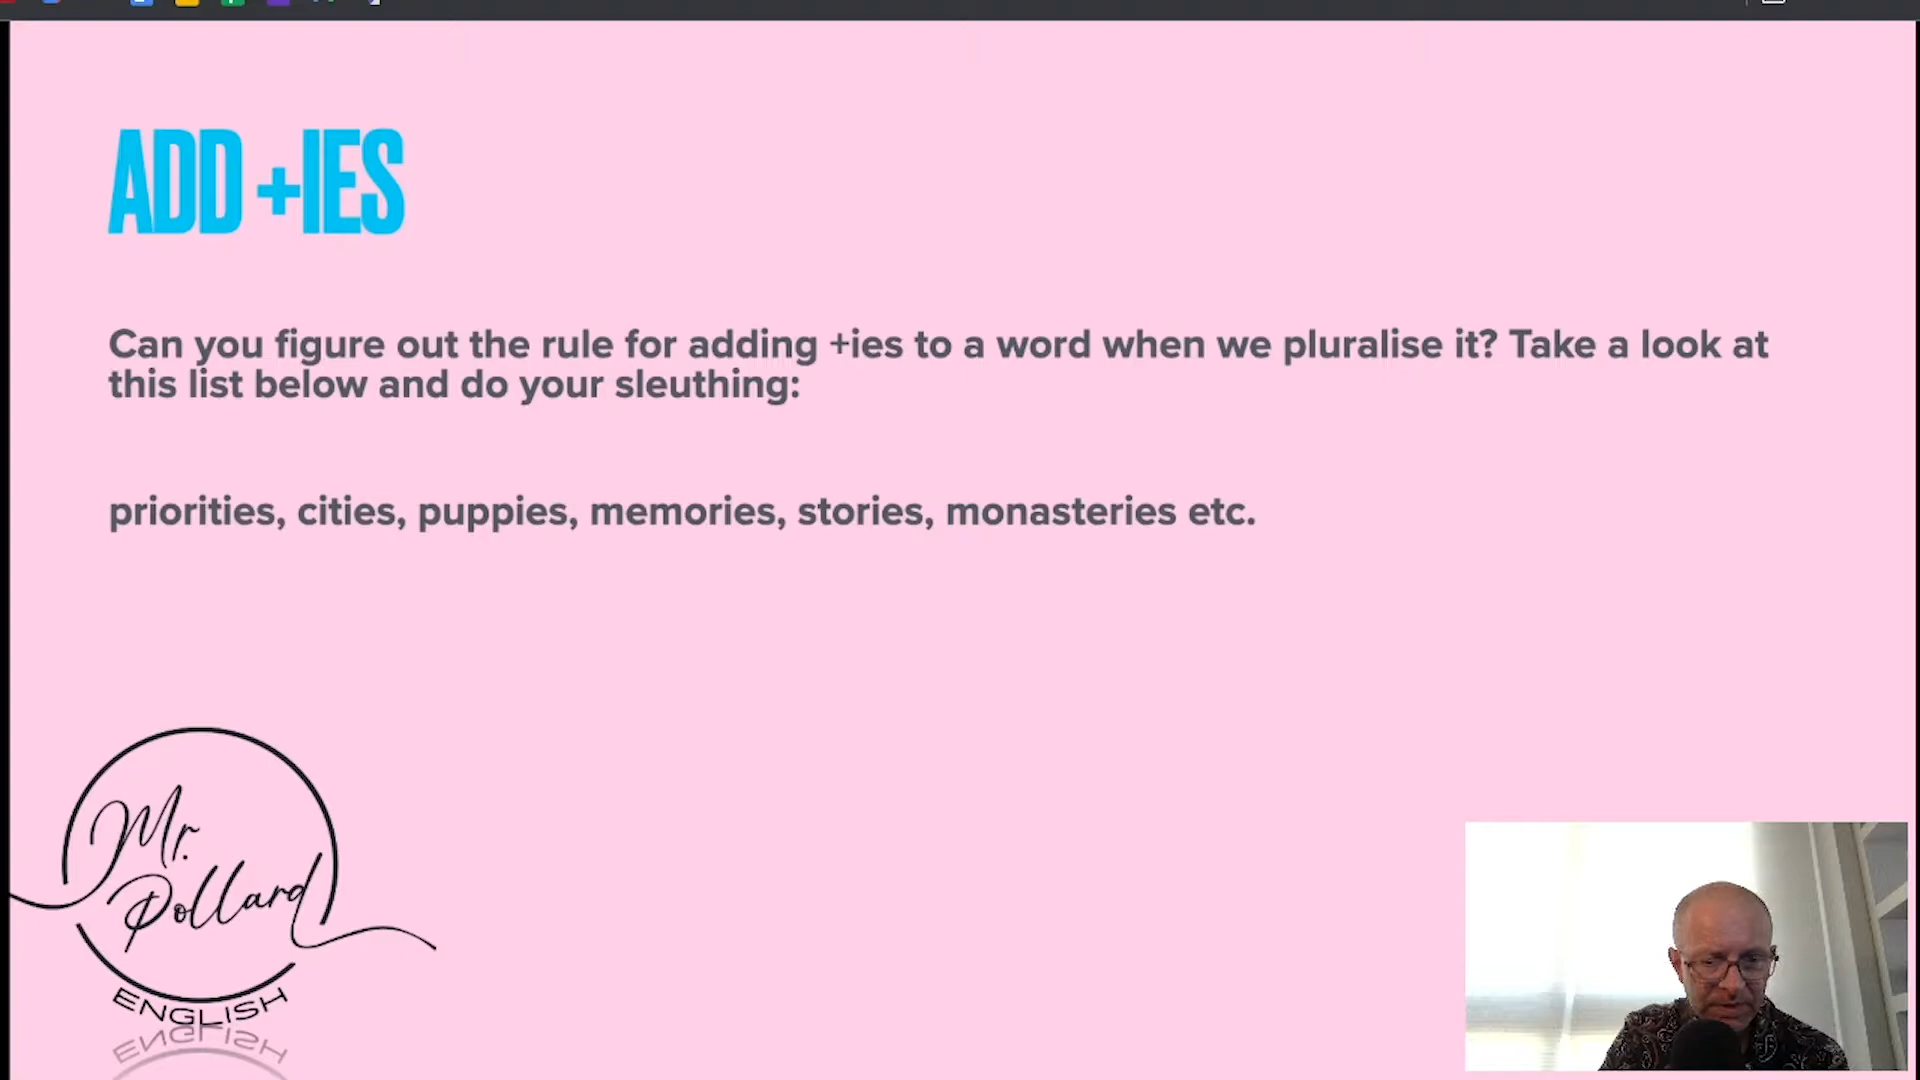 ADD +IES
Can you figure out the rule for adding +ies to a word when we pluralise it? Take a look at
this list below and do your sleuthing:
priorities, cities, puppies, memories, stories, monasteries etc.
Mr.
Pollard
ENGLISH